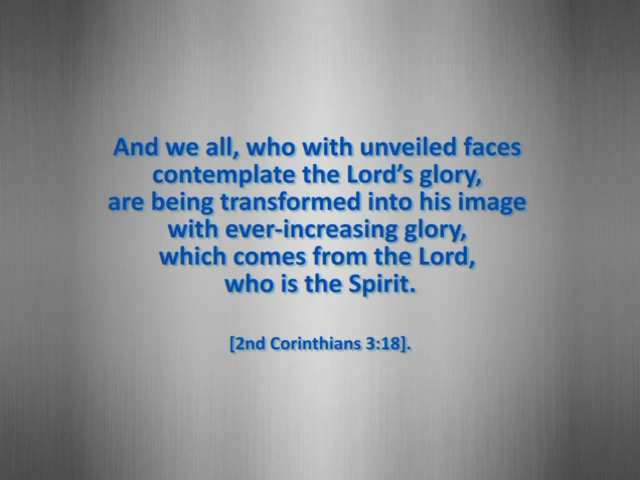 And we all, who with unveiled faces
contemplate the Lord’s glory,
are being transformed into his image
with ever-increasing glory,
which comes from the Lord,
who is the Spirit.
[2nd Corinthians 3:18].